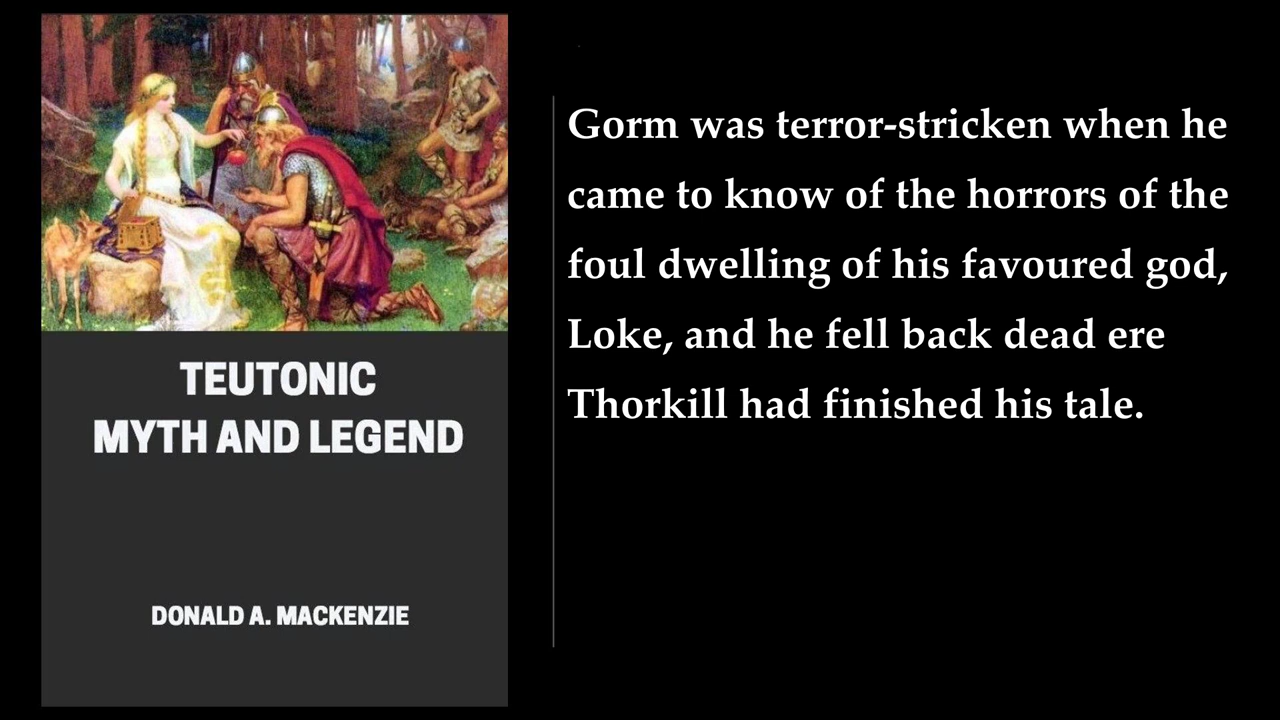 TEUTONIC
MYTH AND LEGEND
DONALD A. MACKENZIE
Gorm was terror-stricken when he
came to know of the horrors of the
foul dwelling of his favoured god,
Loke, and he fell back dead ere
Thorkill had finished his tale.